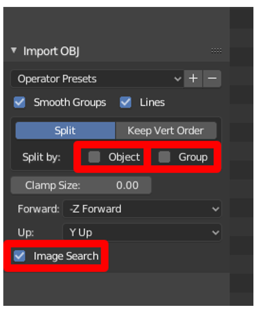 Import OBJ
Operator Presets
Smooth Groups Lines
Split Keep Vert Order
Split by: Object Group
Clamp Size: 0.00
Forward: -Z Forward
Up: Y Up
Image Search